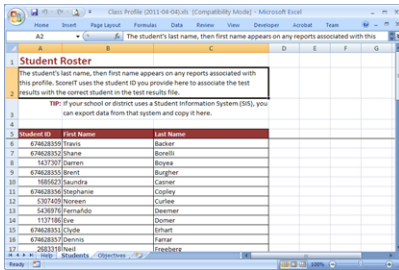 Class Profile (2011-04-04).xls [Compatibility Mode] - Microsoft Excel
Home Insert Page Layout Formulas Data Review View Developer Acrobat Team
A2 fx The student's last name, then first name appears on any reports associated with this
A B C D E F G
1 Student Roster
The student's last name, then first name appears on any reports associated with
this profile. ScoreIT uses the student ID you provide here to associate the test
2 results with the correct student in the test results file.
TIP: If your school or district uses a Student Information System (SIS), you
3 can export data from that system and copy it here.
4
5 Student ID First Name Last Name
6 674628359 Travis Backer
7 674628352 Shane Borelli
8 1437307 Darren Boyea
9 674628355 Brent Burgher
10 1685623 Saundra Casner
11 674628356 Stephanie Copley
12 5307409 Noreen Curlee
13 5436976 Fernando Deemer
14 1137186 Eve Domer
15 674628351 Clyde Erhart
16 674628357 Dennis Farrar
17 2683318 Neil Freeberg
Help Students Objectives
Ready 100%